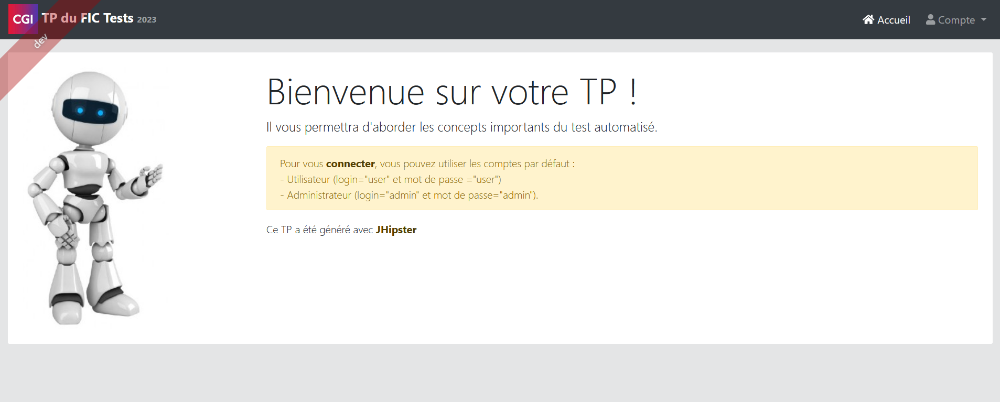 CGI TP du FIC Tests 2023
Accueil
Compte
dev
Bienvenue sur votre TP !
Il vous permettra d'aborder les concepts importants du test automatisé.
Pour vous connecter, vous pouvez utiliser les comptes par défaut :
- Utilisateur (login="user" et mot de passe ="user")
- Administrateur (login="admin" et mot de passe="admin").
Ce TP a été généré avec JHipster